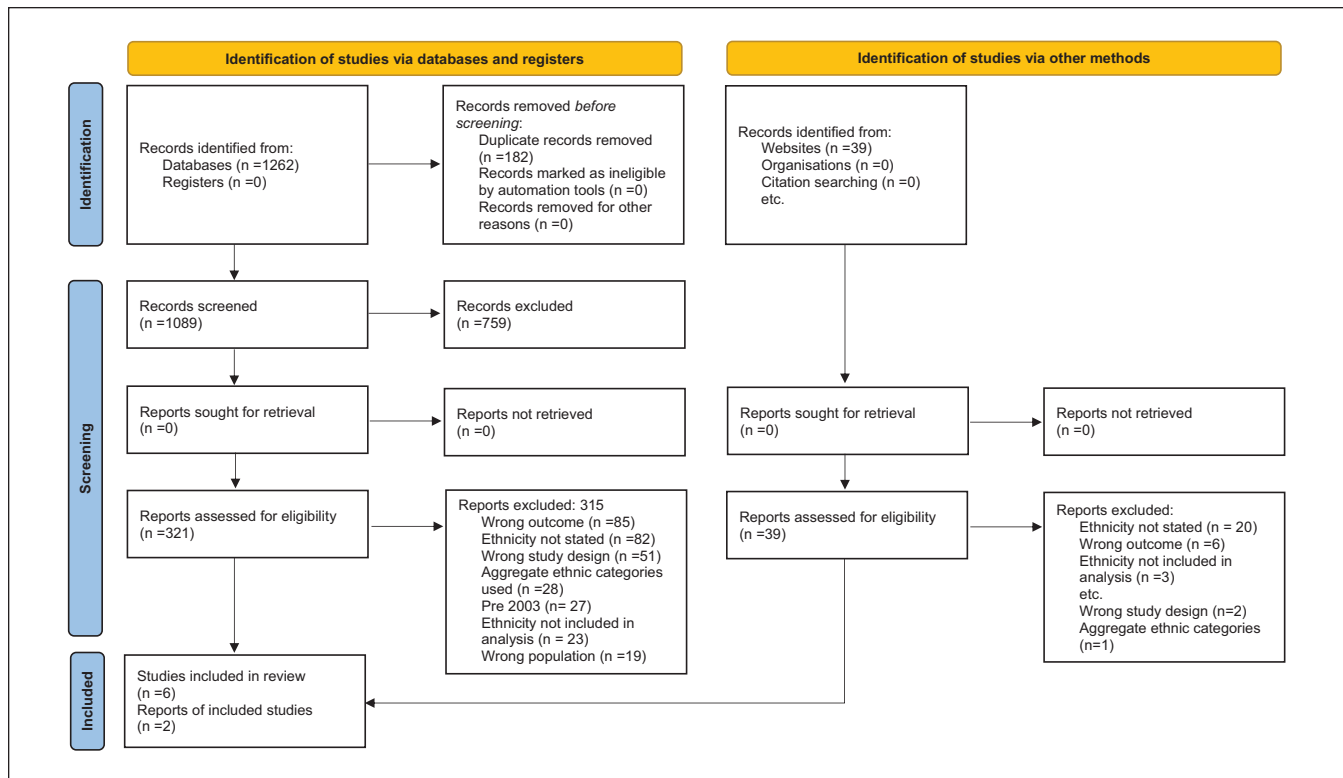 Identification of studies via databases and registers
Identification of studies via other methods
Identification
Records identified from:
Databases (n =1262)
Registers (n =0)
Records removed before
screening:
Duplicate records removed
(n =182)
Records marked as ineligible
by automation tools (n =0)
Records removed for other
reasons (n =0)
Records identified from:
Websites (n =39)
Organisations (n =0)
Citation searching (n =0)
etc.
Screening
Records screened
(n =1089)
Records excluded
(n =759)
Reports sought for retrieval
(n =0)
Reports not retrieved
(n =0)
Reports sought for retrieval
(n =0)
Reports not retrieved
(n =0)
Reports assessed for eligibility
(n =321)
Reports excluded: 315
Wrong outcome (n =85)
Ethnicity not stated (n =82)
Wrong study design (n =51)
Aggregate ethnic categories
used (n =28)
Pre 2003 (n= 27)
Ethnicity not included in
analysis (n = 23)
Wrong population (n =19)
Reports assessed for eligibility
(n =39)
Reports excluded:
Ethnicity not stated (n = 20)
Wrong outcome (n =6)
Ethnicity not included in
analysis (n =3)
etc.
Wrong study design (n=2)
Aggregate ethnic categories
(n=1)
Included
Studies included in review
(n =6)
Reports of included studies
(n =2)